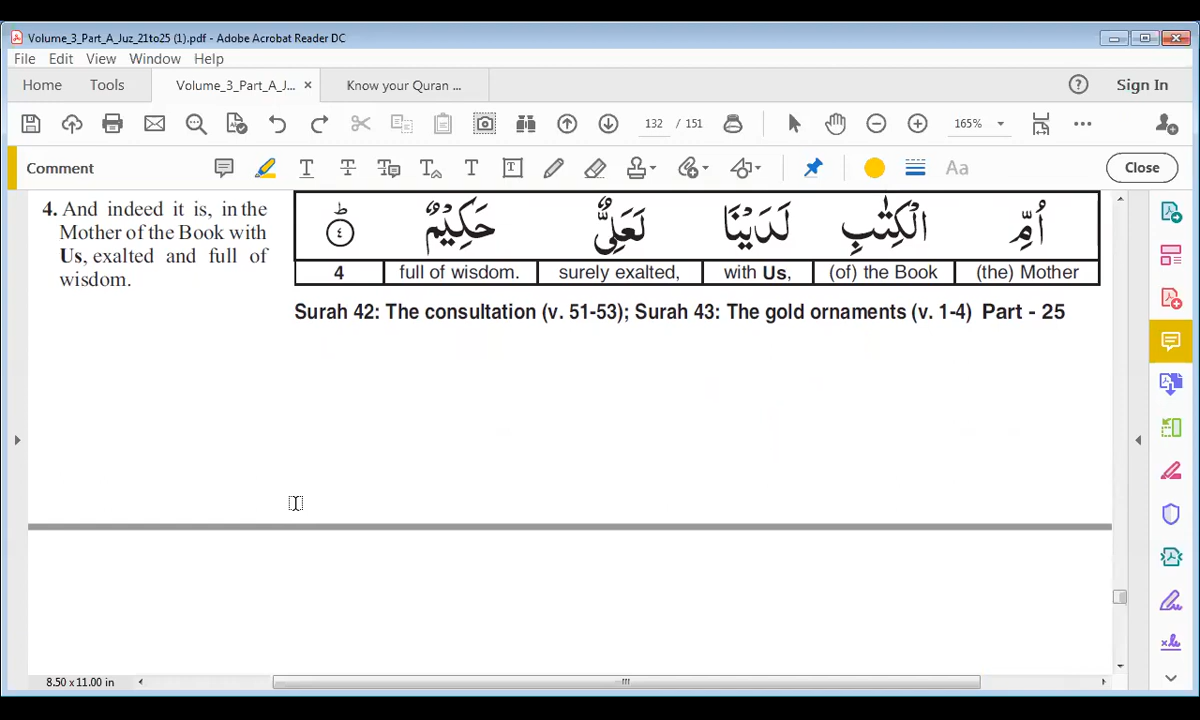 Volume_3_Part_A_Juz_21to25 (1).pdf - Adobe Acrobat Reader DC
File Edit View Window Help
Home Tools Volume_3_Part_A_J... × Know your Quran ... Sign In
132 / 151 165%
Comment Close
4. And indeed it is, in the
Mother of the Book with
Us, exalted and full of
wisdom.
اُمِّ الْكِتٰبِ لَدَيْنَا لَعَلِىٌّ حَكِيْمٌ ؕ ٤
4 full of wisdom. surely exalted, with Us, (of) the Book (the) Mother
Surah 42: The consultation (v. 51-53); Surah 43: The gold ornaments (v. 1-4) Part - 25
8.50 x 11.00 in